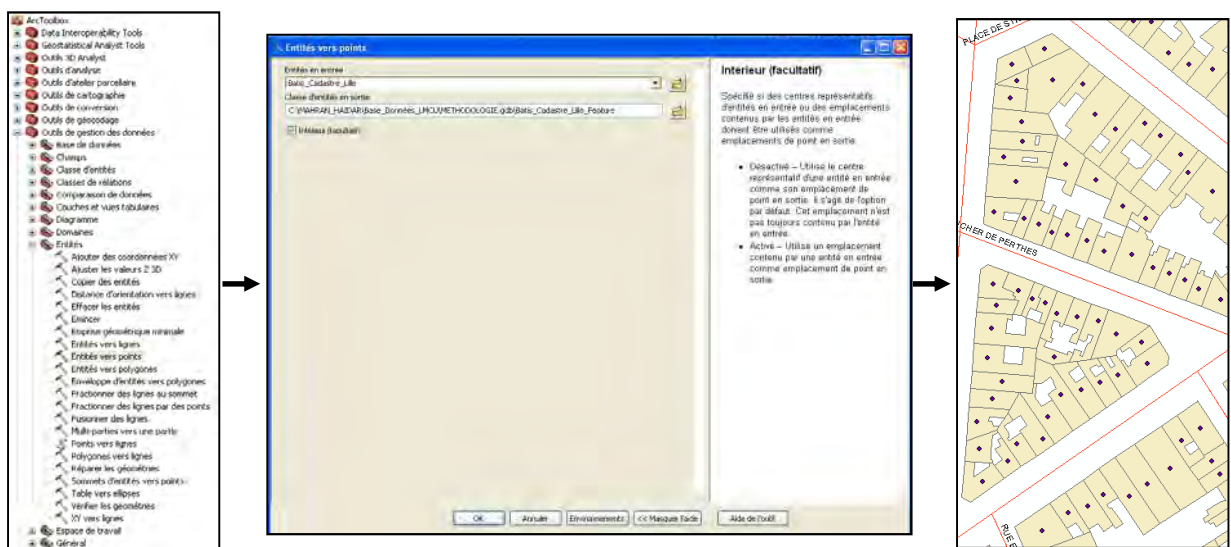 ArcToolbox
Data Interoperability Tools
Geostatistical Analyst Tools
Outils 3D Analyst
Outils d'analyse
Outils d'atelier parcellaire
Outils de cartographie
Outils de conversion
Outils de géocodage
Outils de gestion des données
Base de données
Champs
Classe d'entités
Classes de relations
Comparaison de données
Couches et vues tabulaires
Diagramme
Domaines
Entités
Ajouter des coordonnées XY
Ajuster les valeurs Z 3D
Copier des entités
Distance d'orientation vers lignes
Effacer les entités
Emincer
Emprise géométrique minimale
Entités vers lignes
Entités vers points
Entités vers polygones
Enveloppe d'entités vers polygones
Fractionner des lignes au sommet
Fractionner des lignes par des points
Fusionner des lignes
Multi-parties vers une partie
Points vers lignes
Polygones vers lignes
Réparer les géométries
Sommets d'entités vers points
Table vers ellipses
Vérifier les géométries
XY vers lignes
Espace de travail
Général
Entités vers points
Entités en entrée
Batis_Cadastre_Lille
Classe d'entités en sortie
C:\MAHRAN_HAIDAR\Base_Données_LMCU\METHODOLOGIE.gdb\Batis_Cadastre_Lille_Feature
Intérieur (facultatif)
OK
Annuler
Environnements
<< Masquer l'aide
Interieur (facultatif)
Spécifie si des centres représentatifs
d'entités en entrée ou des emplacements
contenus par les entités en entrée
doivent être utilisés comme
emplacements de point en sortie.
• Désactivé – Utilise le centre
représentatif d'une entité en entrée
comme son emplacement de
point en sortie. Il s'agit de l'option
par défaut. Cet emplacement n'est
pas toujours contenu par l'entité
en entrée.
• Activé – Utilise un emplacement
contenu par une entité en entrée
comme emplacement de point en
sortie.
Aide de l'outil
PLACE DE STR
CHER DE PERTHES
RUE E